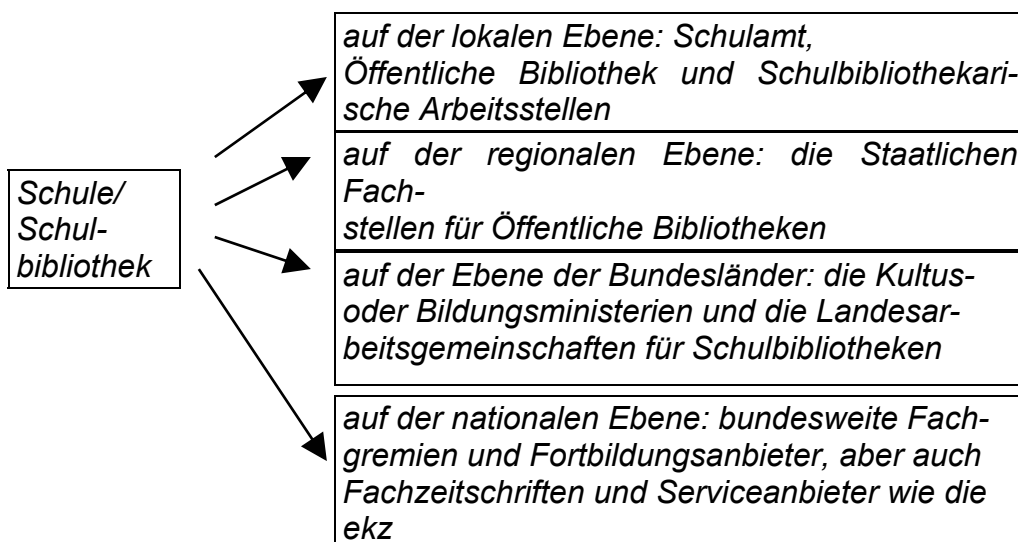 Schule/
Schul-
bibliothek
auf der lokalen Ebene: Schulamt,
Öffentliche Bibliothek und Schulbibliothekari-
sche Arbeitsstellen
auf der regionalen Ebene: die Staatlichen
Fach-
stellen für Öffentliche Bibliotheken
auf der Ebene der Bundesländer: die Kultus-
oder Bildungsministerien und die Landesar-
beitsgemeinschaften für Schulbibliotheken
auf der nationalen Ebene: bundesweite Fach-
gremien und Fortbildungsanbieter, aber auch
Fachzeitschriften und Serviceanbieter wie die
ekz